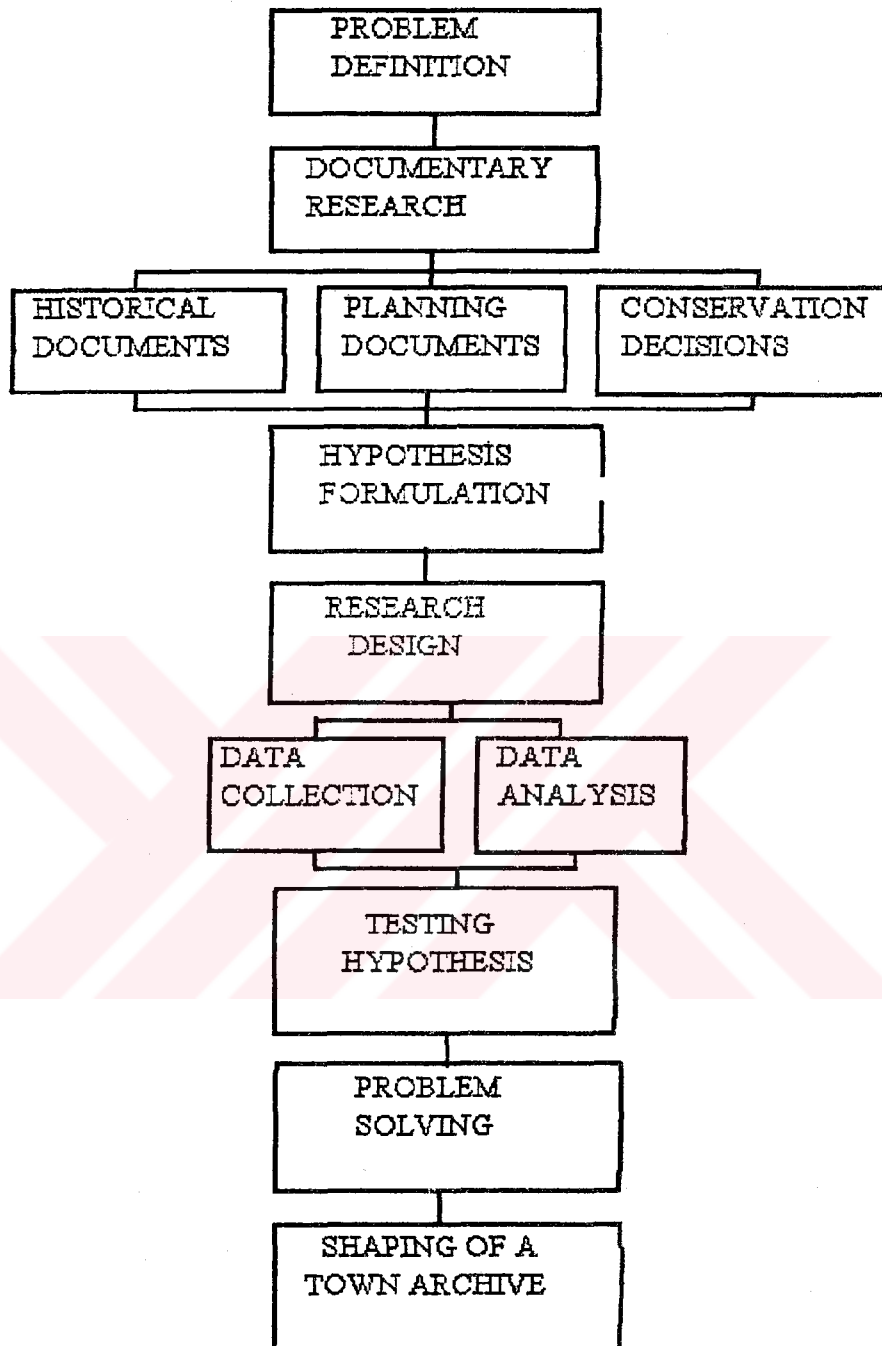 PROBLEM
DEFINITION
DOCUMENTARY
RESEARCH
HISTORICAL
DOCUMENTS
PLANNING
DOCUMENTS
CONSERVATION
DECISIONS
HYPOTHESIS
FORMULATION
RESEARCH
DESIGN
DATA
COLLECTION
DATA
ANALYSIS
TESTING
HYPOTHESIS
PROBLEM
SOLVING
SHAPING OF A
TOWN ARCHIVE